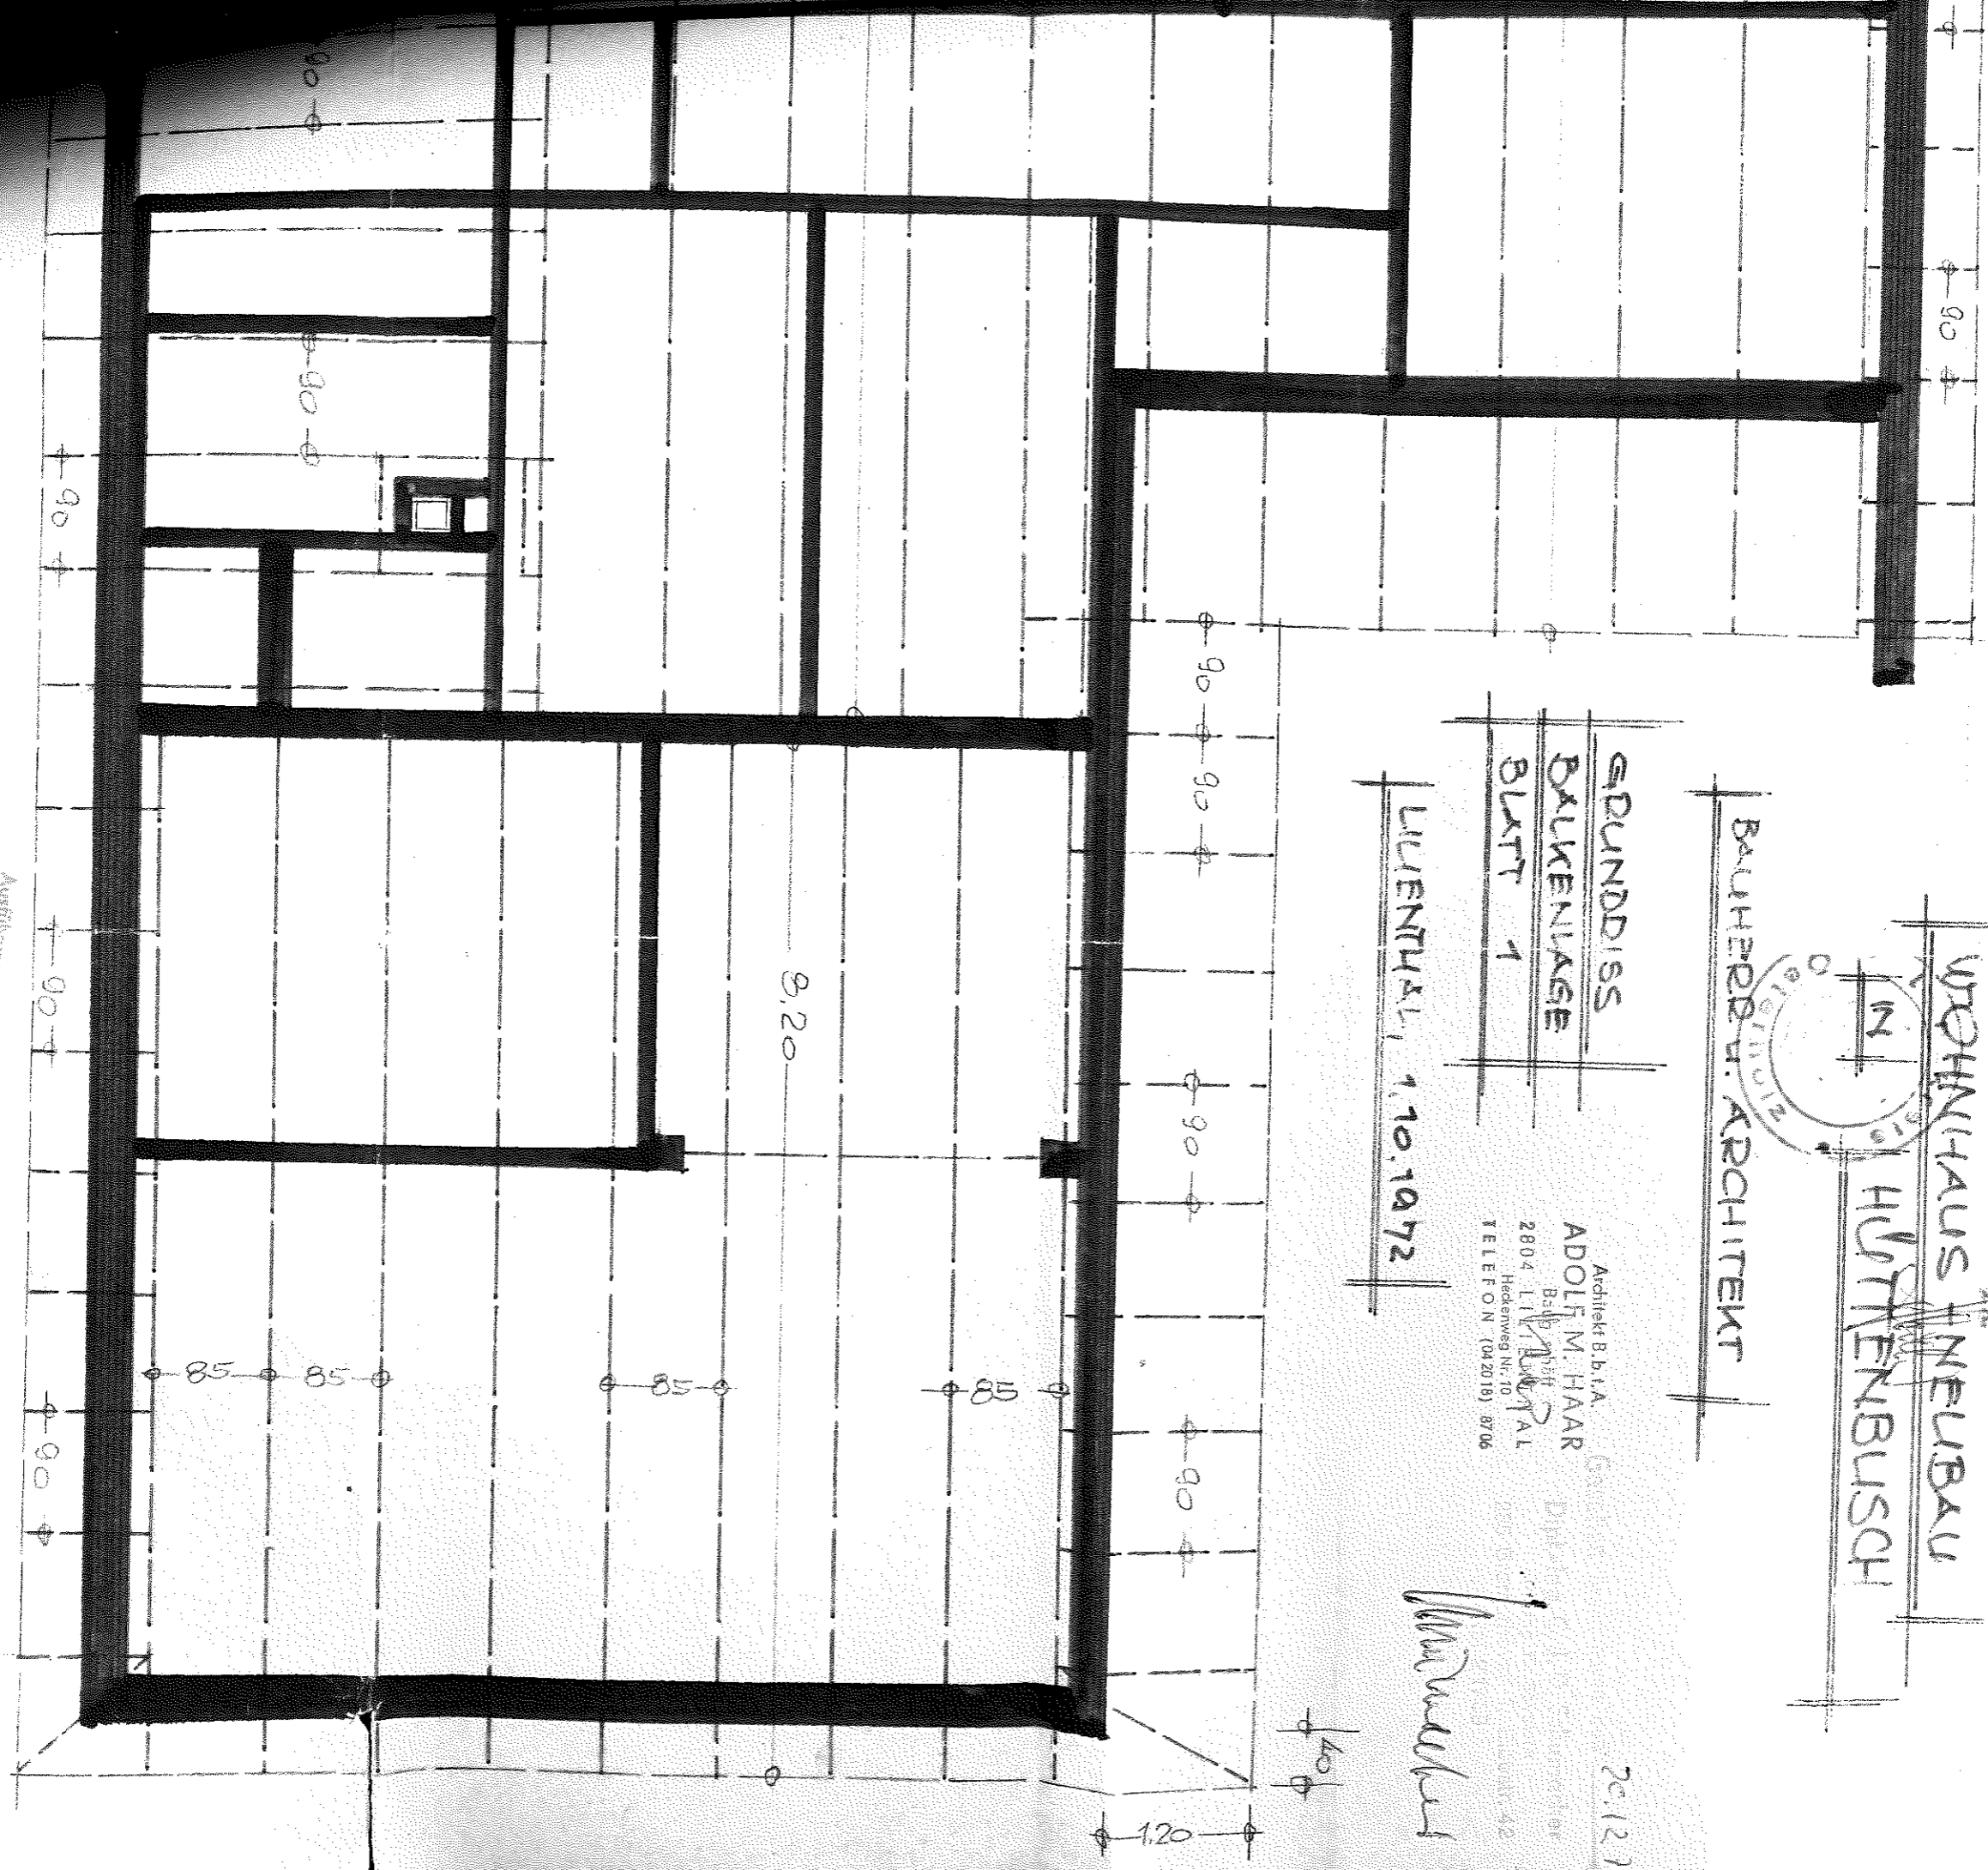 WOHNHAUS - NEUBAU
IN HÜTTENBUSCH
BAUHERR U. ARCHITEKT
GRUNDRISS
BALKENLAGE
BLATT 1
LILIENTHAL, 1.10.1972
Architekt B.b.i.A.
ADOLF M. HAAR
2804 LILIENTHAL
Heckenweg Nr. 10
TELEFON (042018) 8706
90
90
90
90
90
90
90
90
90
90
90
8,20
85
85
85
85
40
1.20